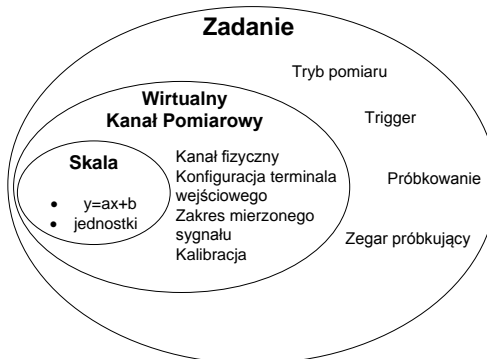 Zadanie
Tryb pomiaru
Wirtualny
Kanał Pomiarowy
Trigger
Skala
• y=ax+b
• jednostki
Kanał fizyczny
Konfiguracja terminala
wejściowego
Zakres mierzonego
sygnału
Kalibracja
Próbkowanie
Zegar próbkujący